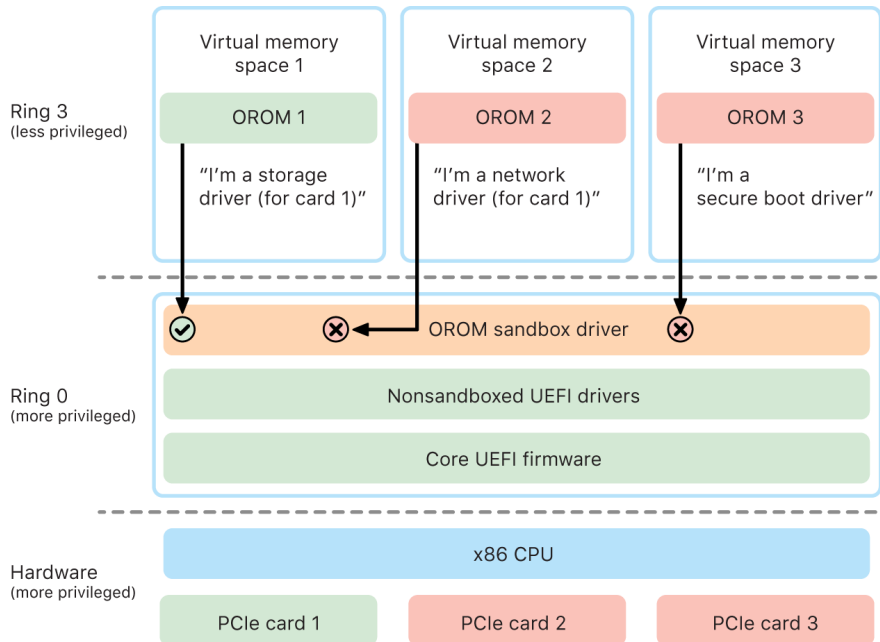 Virtual memory
space 1
Virtual memory
space 2
Virtual memory
space 3
Ring 3
(less privileged)
OROM 1
OROM 2
OROM 3
“I’m a storage
driver (for card 1)”
“I’m a network
driver (for card 1)”
“I’m a
secure boot driver”
OROM sandbox driver
Ring 0
(more privileged)
Nonsandboxed UEFI drivers
Core UEFI firmware
Hardware
(more privileged)
x86 CPU
PCIe card 1
PCIe card 2
PCIe card 3